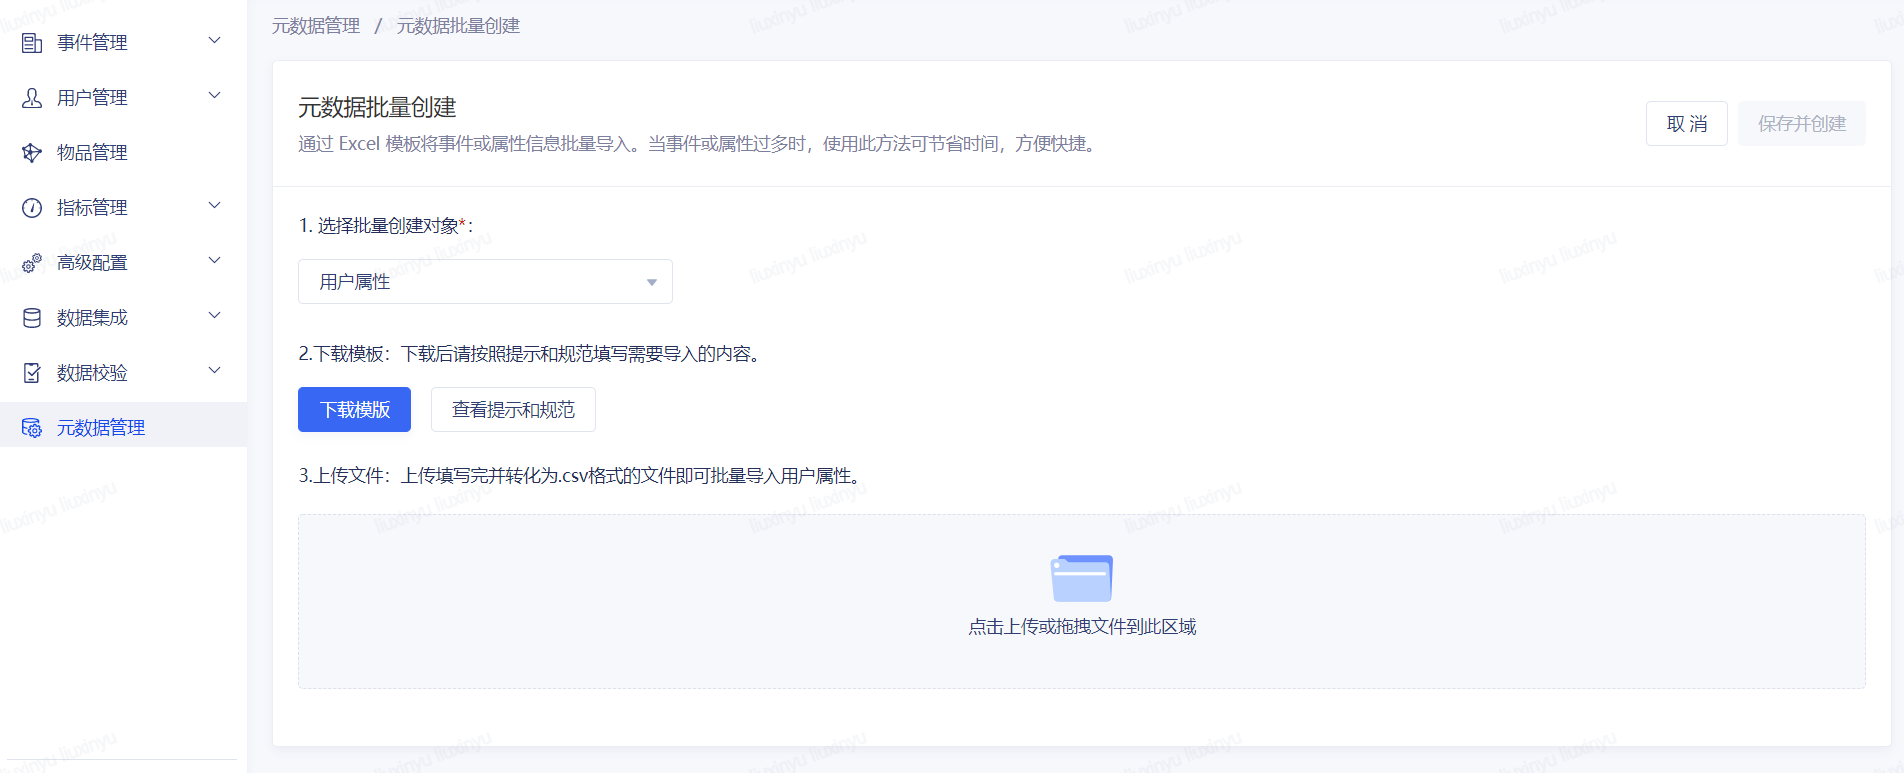 事件管理
用户管理
物品管理
指标管理
高级配置
数据集成
数据校验
元数据管理
元数据管理 / 元数据批量创建
元数据批量创建
通过 Excel 模板将事件或属性信息批量导入。当事件或属性过多时，使用此方法可节省时间，方便快捷。
取 消
保存并创建
1. 选择批量创建对象*：
用户属性
2.下载模板：下载后请按照提示和规范填写需要导入的内容。
下载模版
查看提示和规范
3.上传文件：上传填写完并转化为.csv格式的文件即可批量导入用户属性。
点击上传或拖拽文件到此区域
liuxinyu liuxinyu